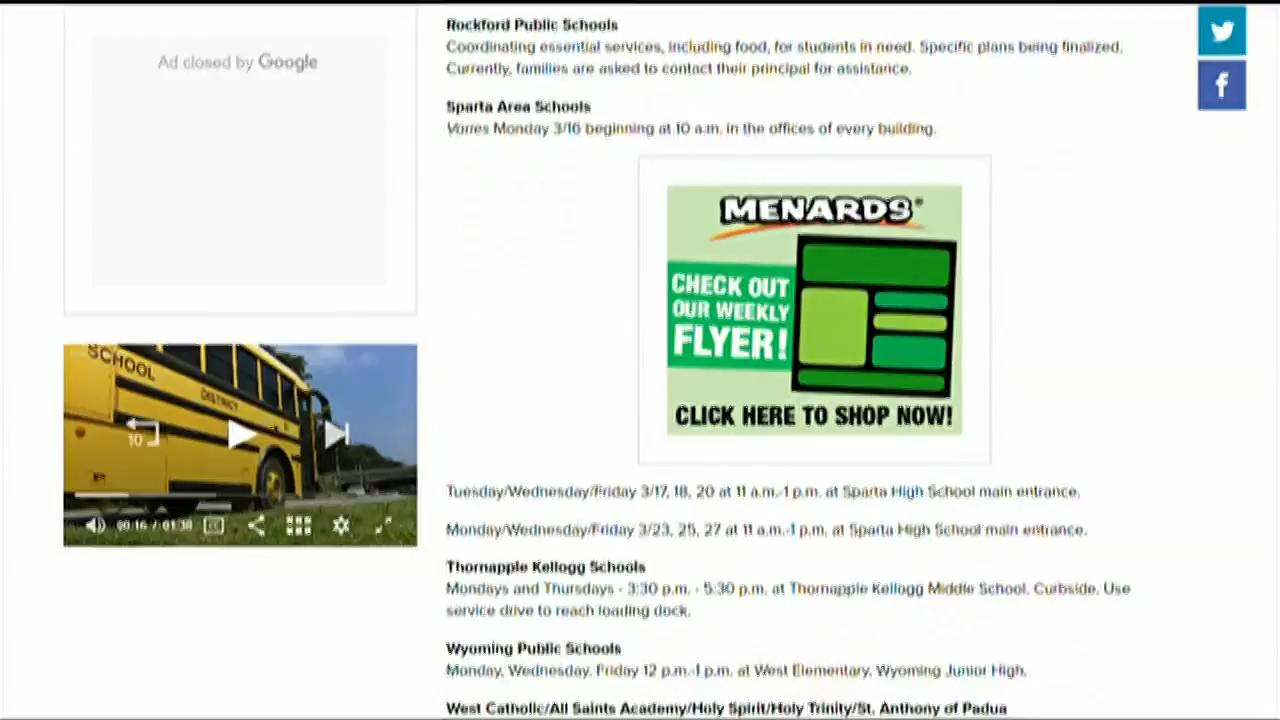 Rockford Public Schools
Coordinating essential services, including food, for students in need. Specific plans being finalized.
Currently, families are asked to contact their principal for assistance.
Sparta Area Schools
Varies Monday 3/16 beginning at 10 a.m. in the offices of every building.
Ad closed by Google
MENARDS®
CHECK OUT
OUR WEEKLY
FLYER!
CLICK HERE TO SHOP NOW!
SCHOOL
DISTRICT
10
00:16 / 01:38
CC
Tuesday/Wednesday/Friday 3/17, 18, 20 at 11 a.m.-1 p.m. at Sparta High School main entrance.
Monday/Wednesday/Friday 3/23, 25, 27 at 11 a.m.-1 p.m. at Sparta High School main entrance.
Thornapple Kellogg Schools
Mondays and Thursdays - 3:30 p.m. - 5:30 p.m. at Thornapple Kellogg Middle School. Curbside. Use
service drive to reach loading dock.
Wyoming Public Schools
Monday, Wednesday, Friday 12 p.m.-1 p.m. at West Elementary, Wyoming Junior High.
West Catholic/All Saints Academy/Holy Spirit/Holy Trinity/St. Anthony of Padua